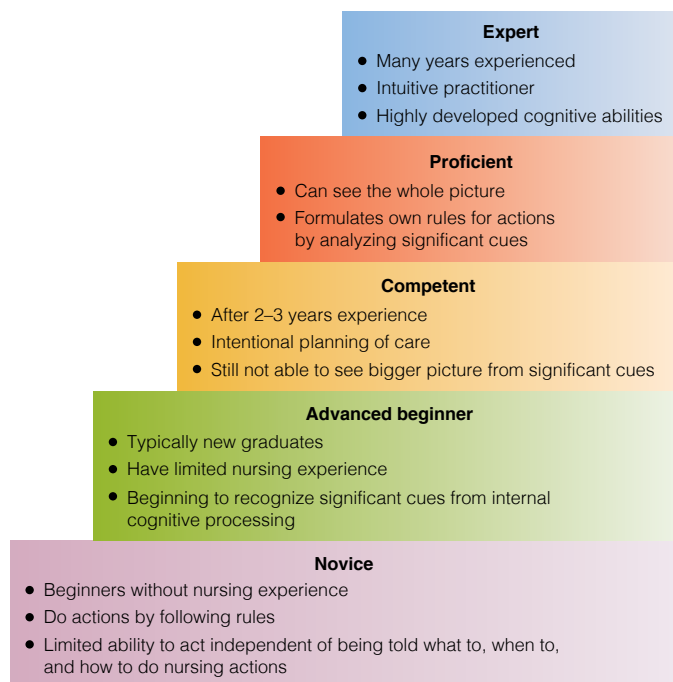 Expert
● Many years experienced
● Intuitive practitioner
● Highly developed cognitive abilities
Proficient
● Can see the whole picture
● Formulates own rules for actions
by analyzing significant cues
Competent
● After 2–3 years experience
● Intentional planning of care
● Still not able to see bigger picture from significant cues
Advanced beginner
● Typically new graduates
● Have limited nursing experience
● Beginning to recognize significant cues from internal
cognitive processing
Novice
● Beginners without nursing experience
● Do actions by following rules
● Limited ability to act independent of being told what to, when to,
and how to do nursing actions